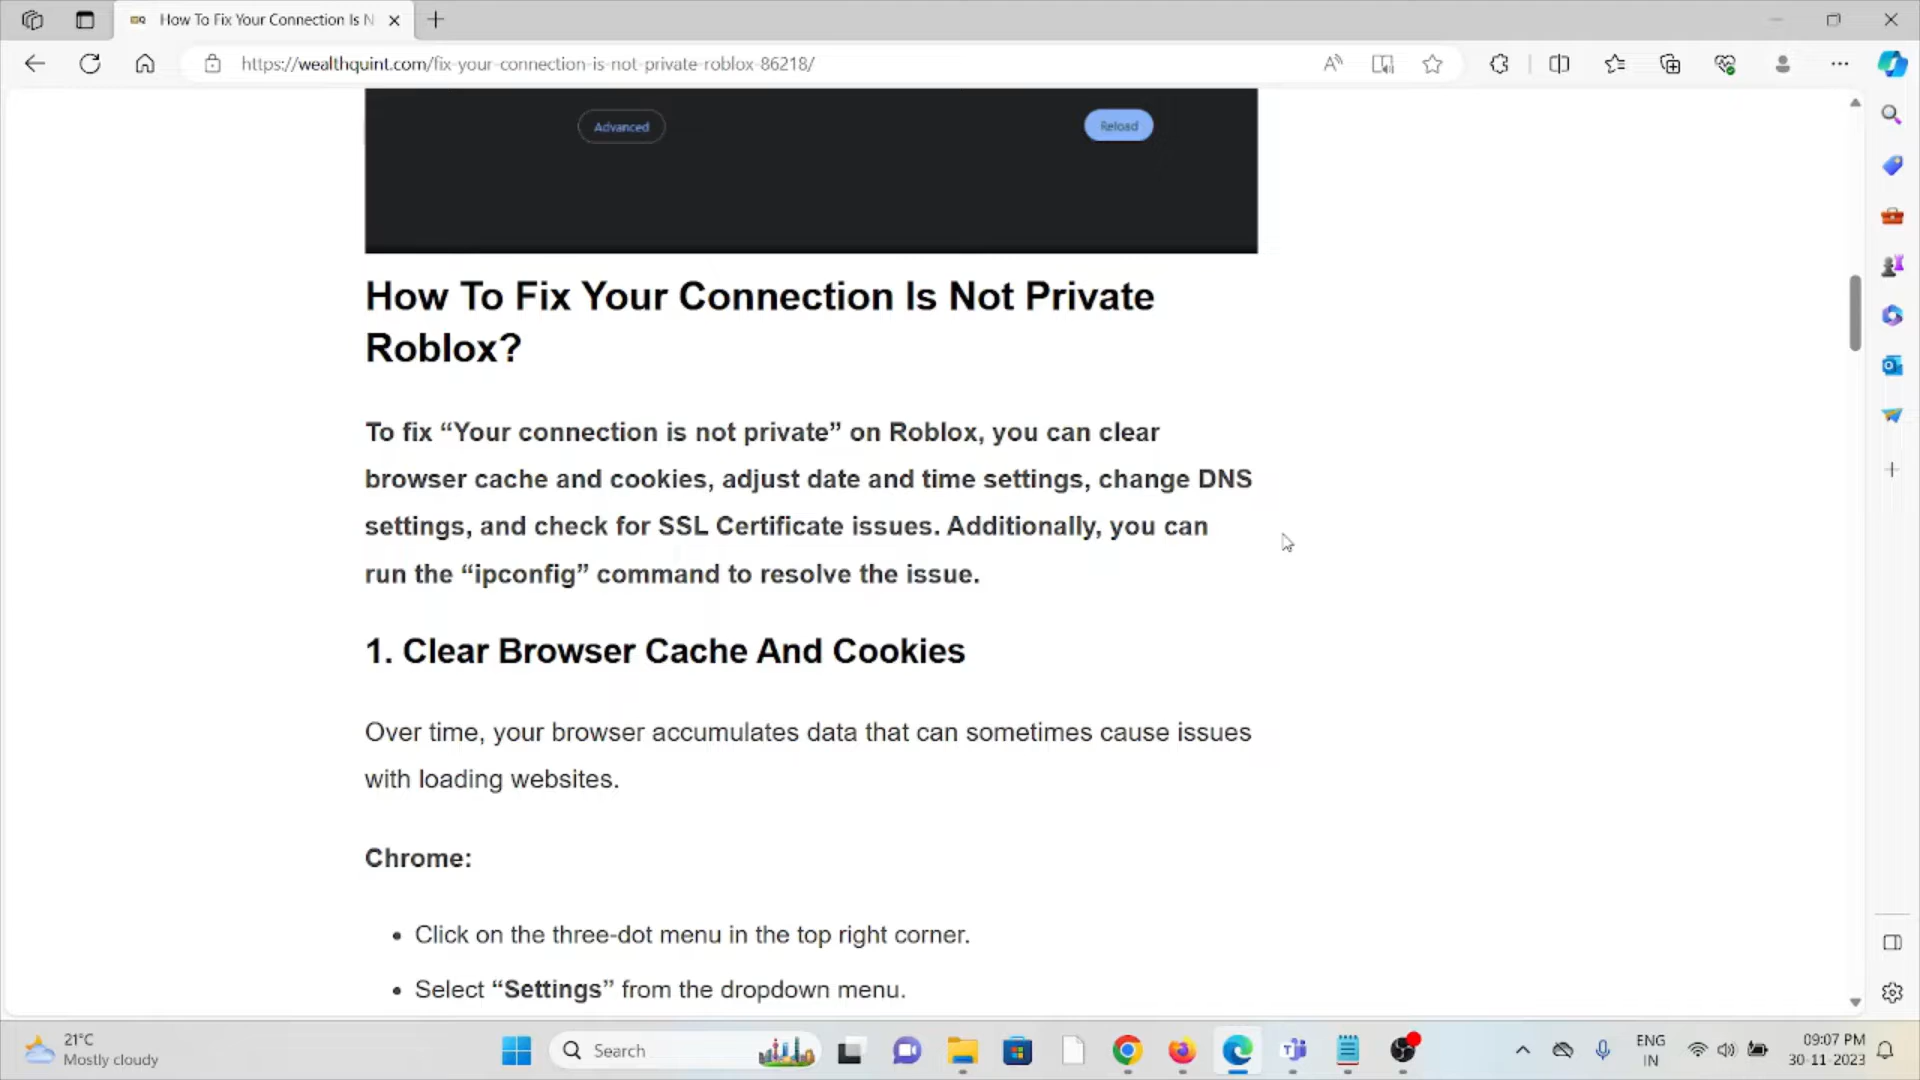 How To Fix Your Connection Is N
https://wealthquint.com/fix-your-connection-is-not-private-roblox-86218/
Advanced
Reload
How To Fix Your Connection Is Not Private
Roblox?
To fix “Your connection is not private” on Roblox, you can clear
browser cache and cookies, adjust date and time settings, change DNS
settings, and check for SSL Certificate issues. Additionally, you can
run the “ipconfig” command to resolve the issue.
1. Clear Browser Cache And Cookies
Over time, your browser accumulates data that can sometimes cause issues
with loading websites.
Chrome:
• Click on the three-dot menu in the top right corner.
• Select “Settings” from the dropdown menu.
21°C
Mostly cloudy
Search
ENG
IN
09:07 PM
30-11-2023